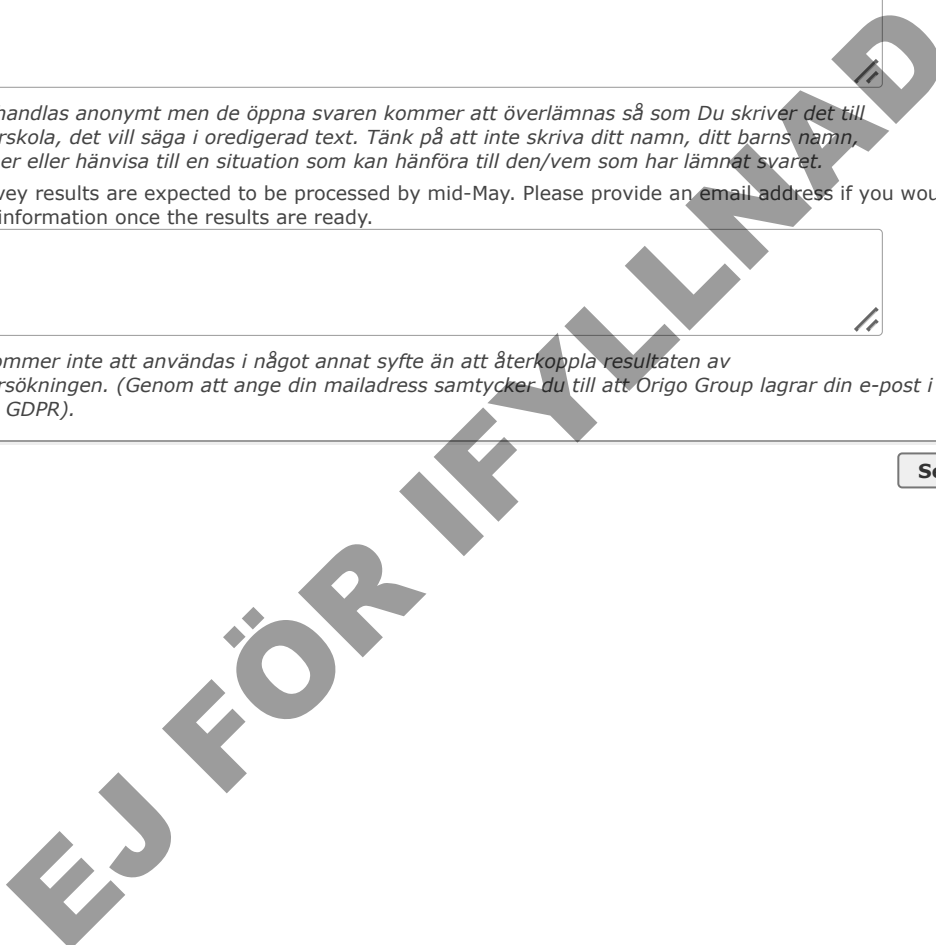 handlas anonymt men de öppna svaren kommer att överlämnas så som Du skriver det till
rskola, det vill säga i oredigerad text. Tänk på att inte skriva ditt namn, ditt barns namn,
er eller hänvisa till en situation som kan hänföra till den/vem som har lämnat svaret.
vey results are expected to be processed by mid-May. Please provide an email address if you wou
information once the results are ready.
ommer inte att användas i något annat syfte än att återkoppla resultaten av
rsökningen. (Genom att ange din mailadress samtycker du till att Origo Group lagrar din e-post i
GDPR).
Se
EJ FÖR IFYLLNAD